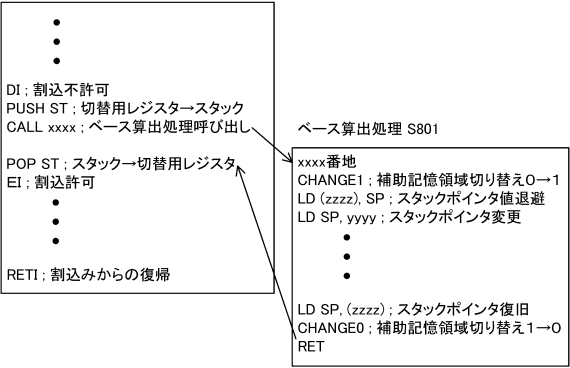 DI ; 割込不許可
PUSH ST ; 切替用レジスター→スタック
CALL xxxx ; ベース算出処理呼び出し
POP ST ; スタック→切替用レジスタ
EI ; 割込許可
RETI ; 割込みからの復帰
ベース算出処理 S801
xxxx番地
CHANGE1 ; 補助記憶領域切り替え０→１
LD (zzzz), SP ; スタックポインタ値退避
LD SP, yyyy ; スタックポインタ変更
LD SP, (zzzz) ; スタックポインタ復旧
CHANGE0 ; 補助記憶領域切り替え１→０
RET